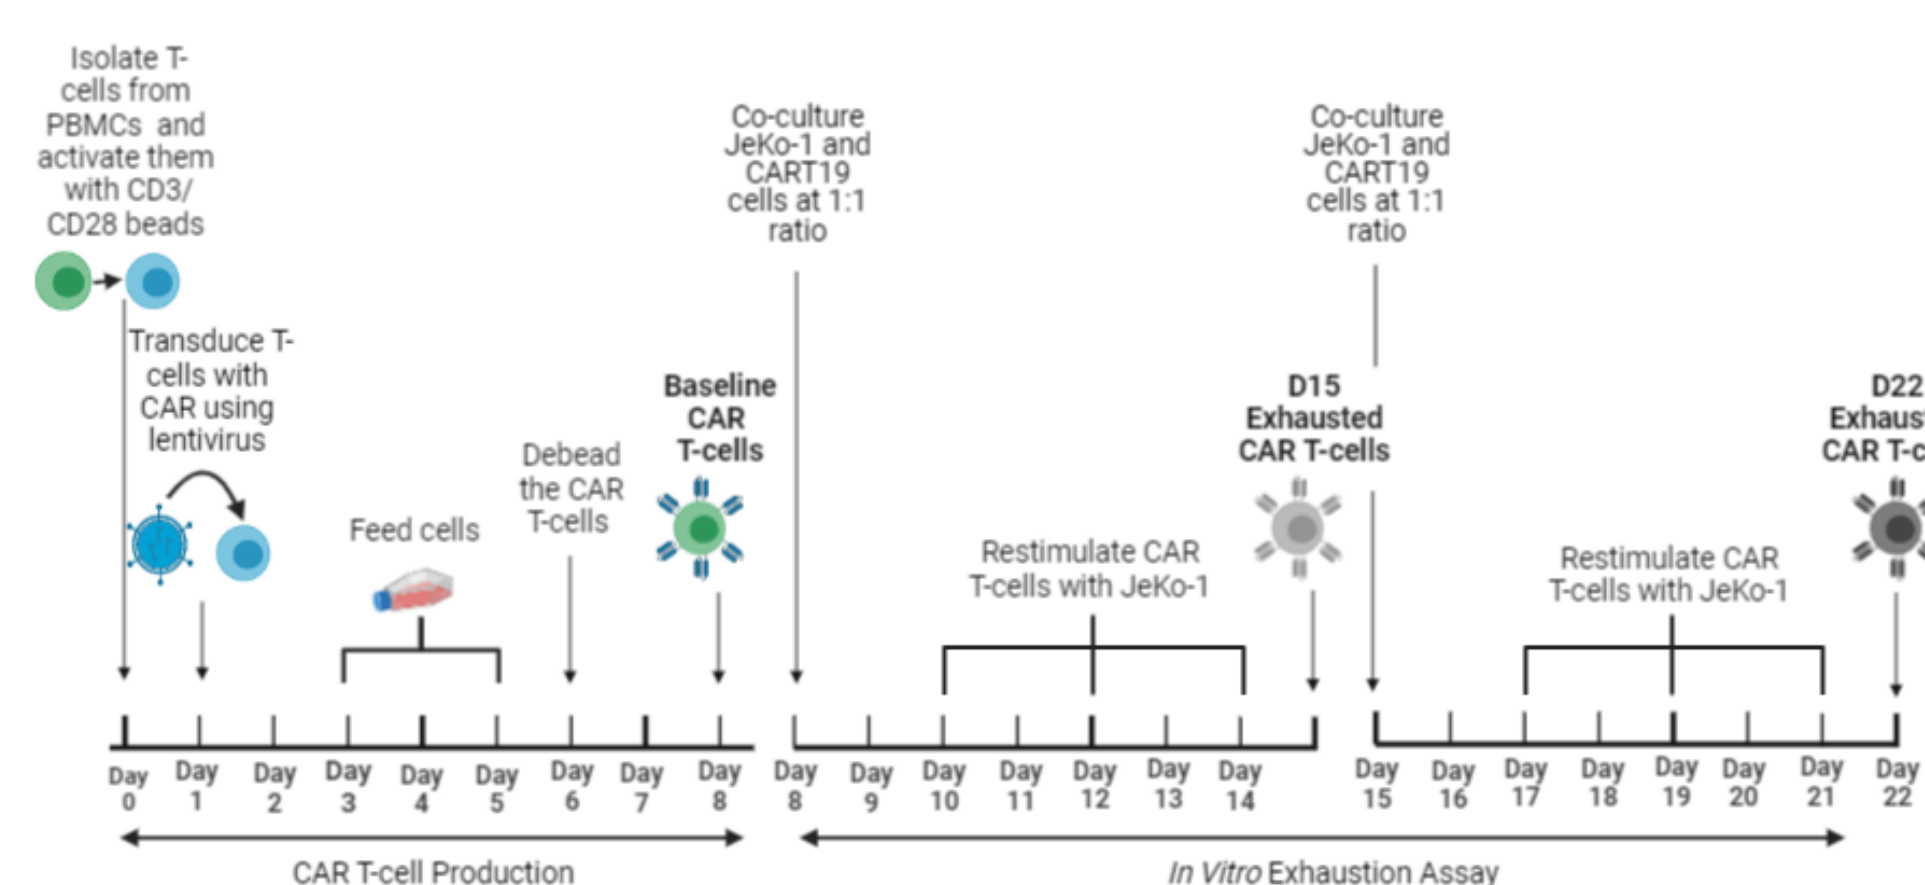 Isolate T-
cells from
PBMCs and
activate them
with CD3/
CD28 beads
Transduce T-
cells with
CAR using
lentivirus
Feed cells
Debead
the CAR
T-cells
Baseline
CAR
T-cells
Co-culture
JeKo-1 and
CART19
cells at 1:1
ratio
Restimulate CAR
T-cells with JeKo-1
D15
Exhausted
CAR T-cells
Co-culture
JeKo-1 and
CART19
cells at 1:1
ratio
Restimulate CAR
T-cells with JeKo-1
D22
Exhaust
CAR T-c
Day Day Day Day Day Day Day Day Day
0 1 2 3 4 5 6 7 8
Day Day Day Day Day Day Day
8 9 10 11 12 13 14
Day Day Day Day Day Day Day Day
15 16 17 18 19 20 21 22
CAR T-cell Production
In Vitro Exhaustion Assay